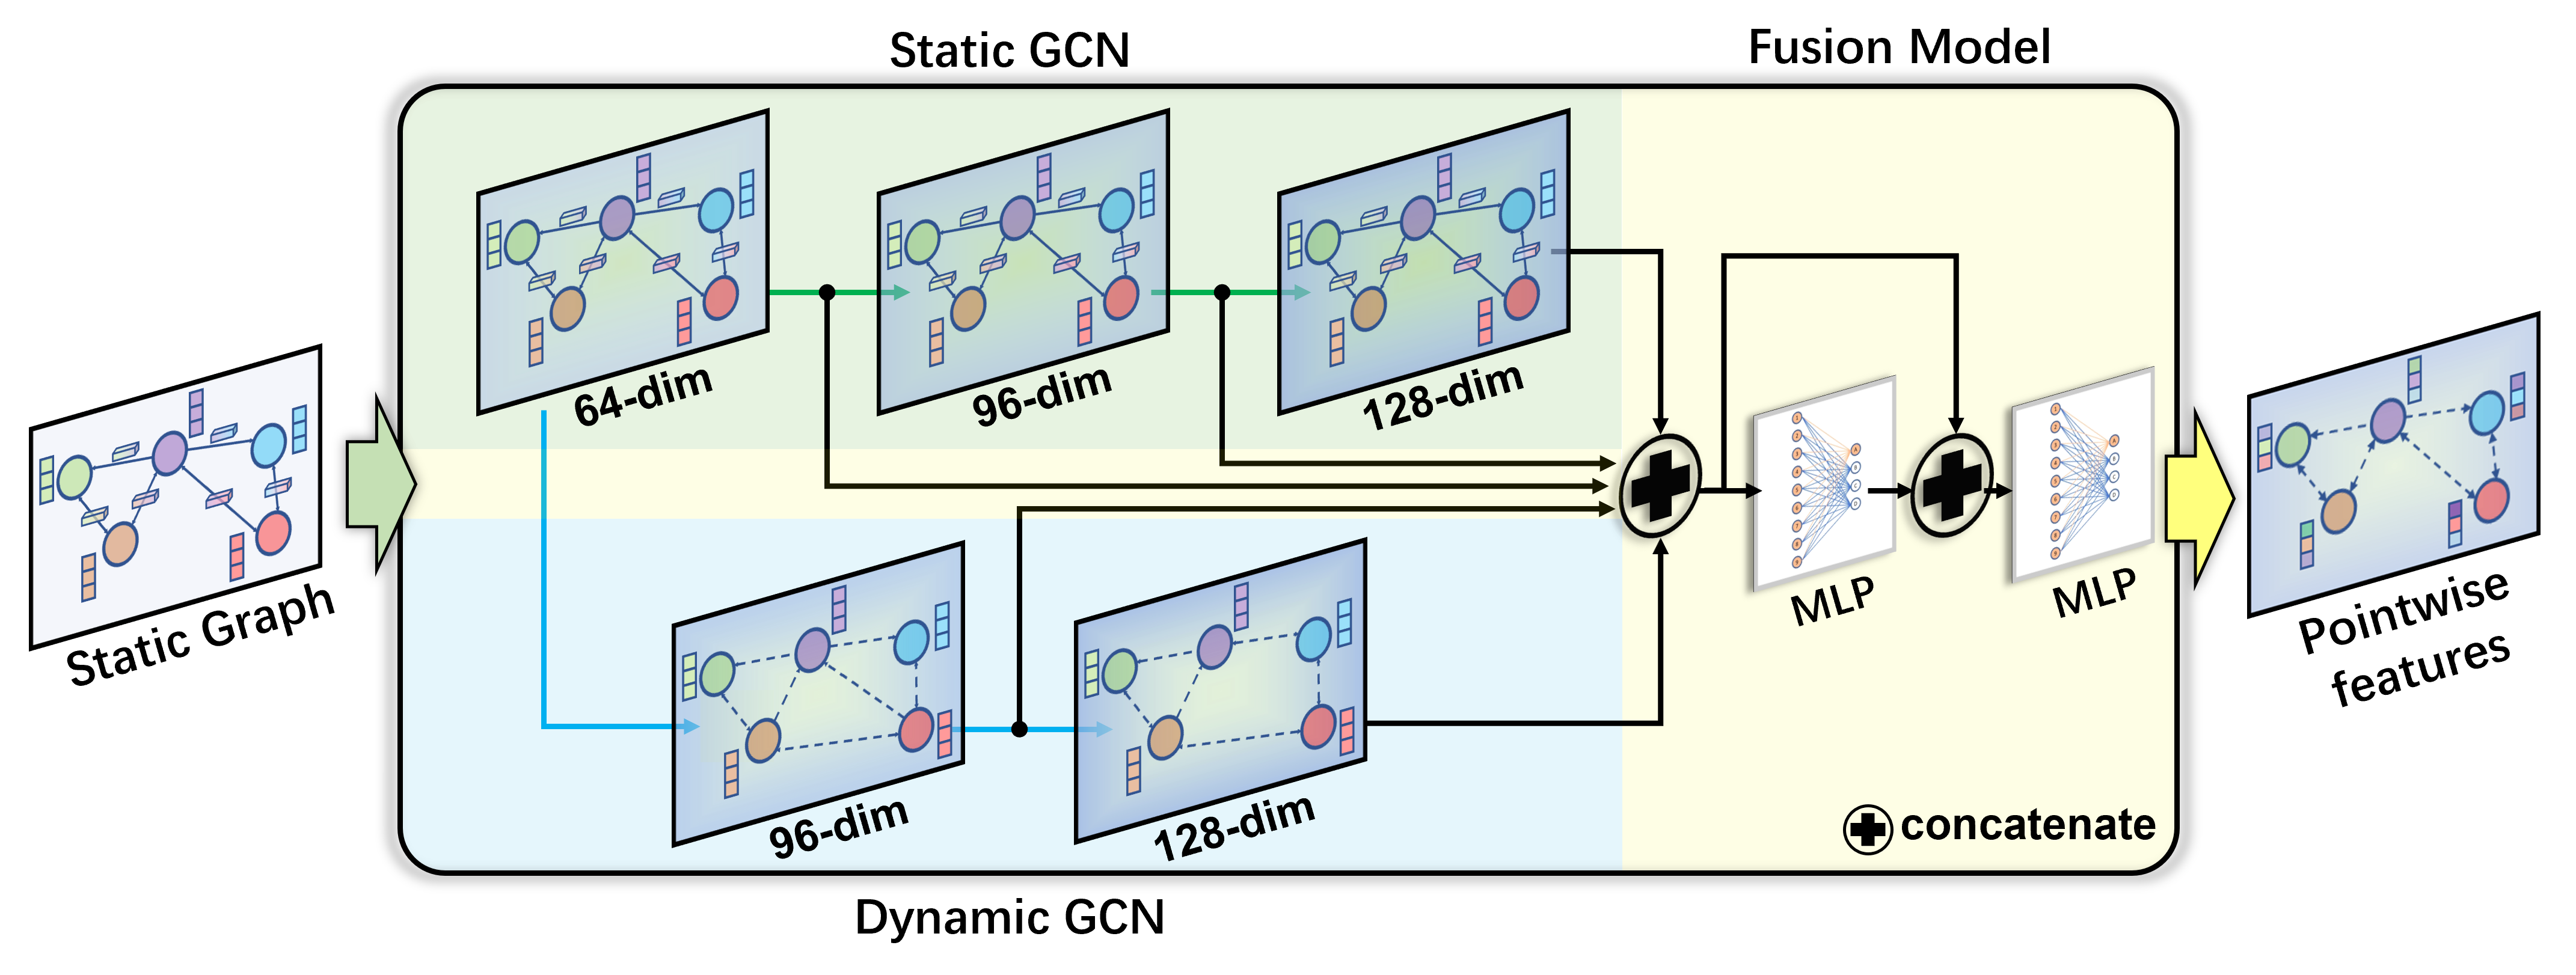 Static GCN
Fusion Model
64-dim
96-dim
128-dim
Static Graph
MLP
MLP
Pointwise
features
96-dim
128-dim
concatenate
Dynamic GCN